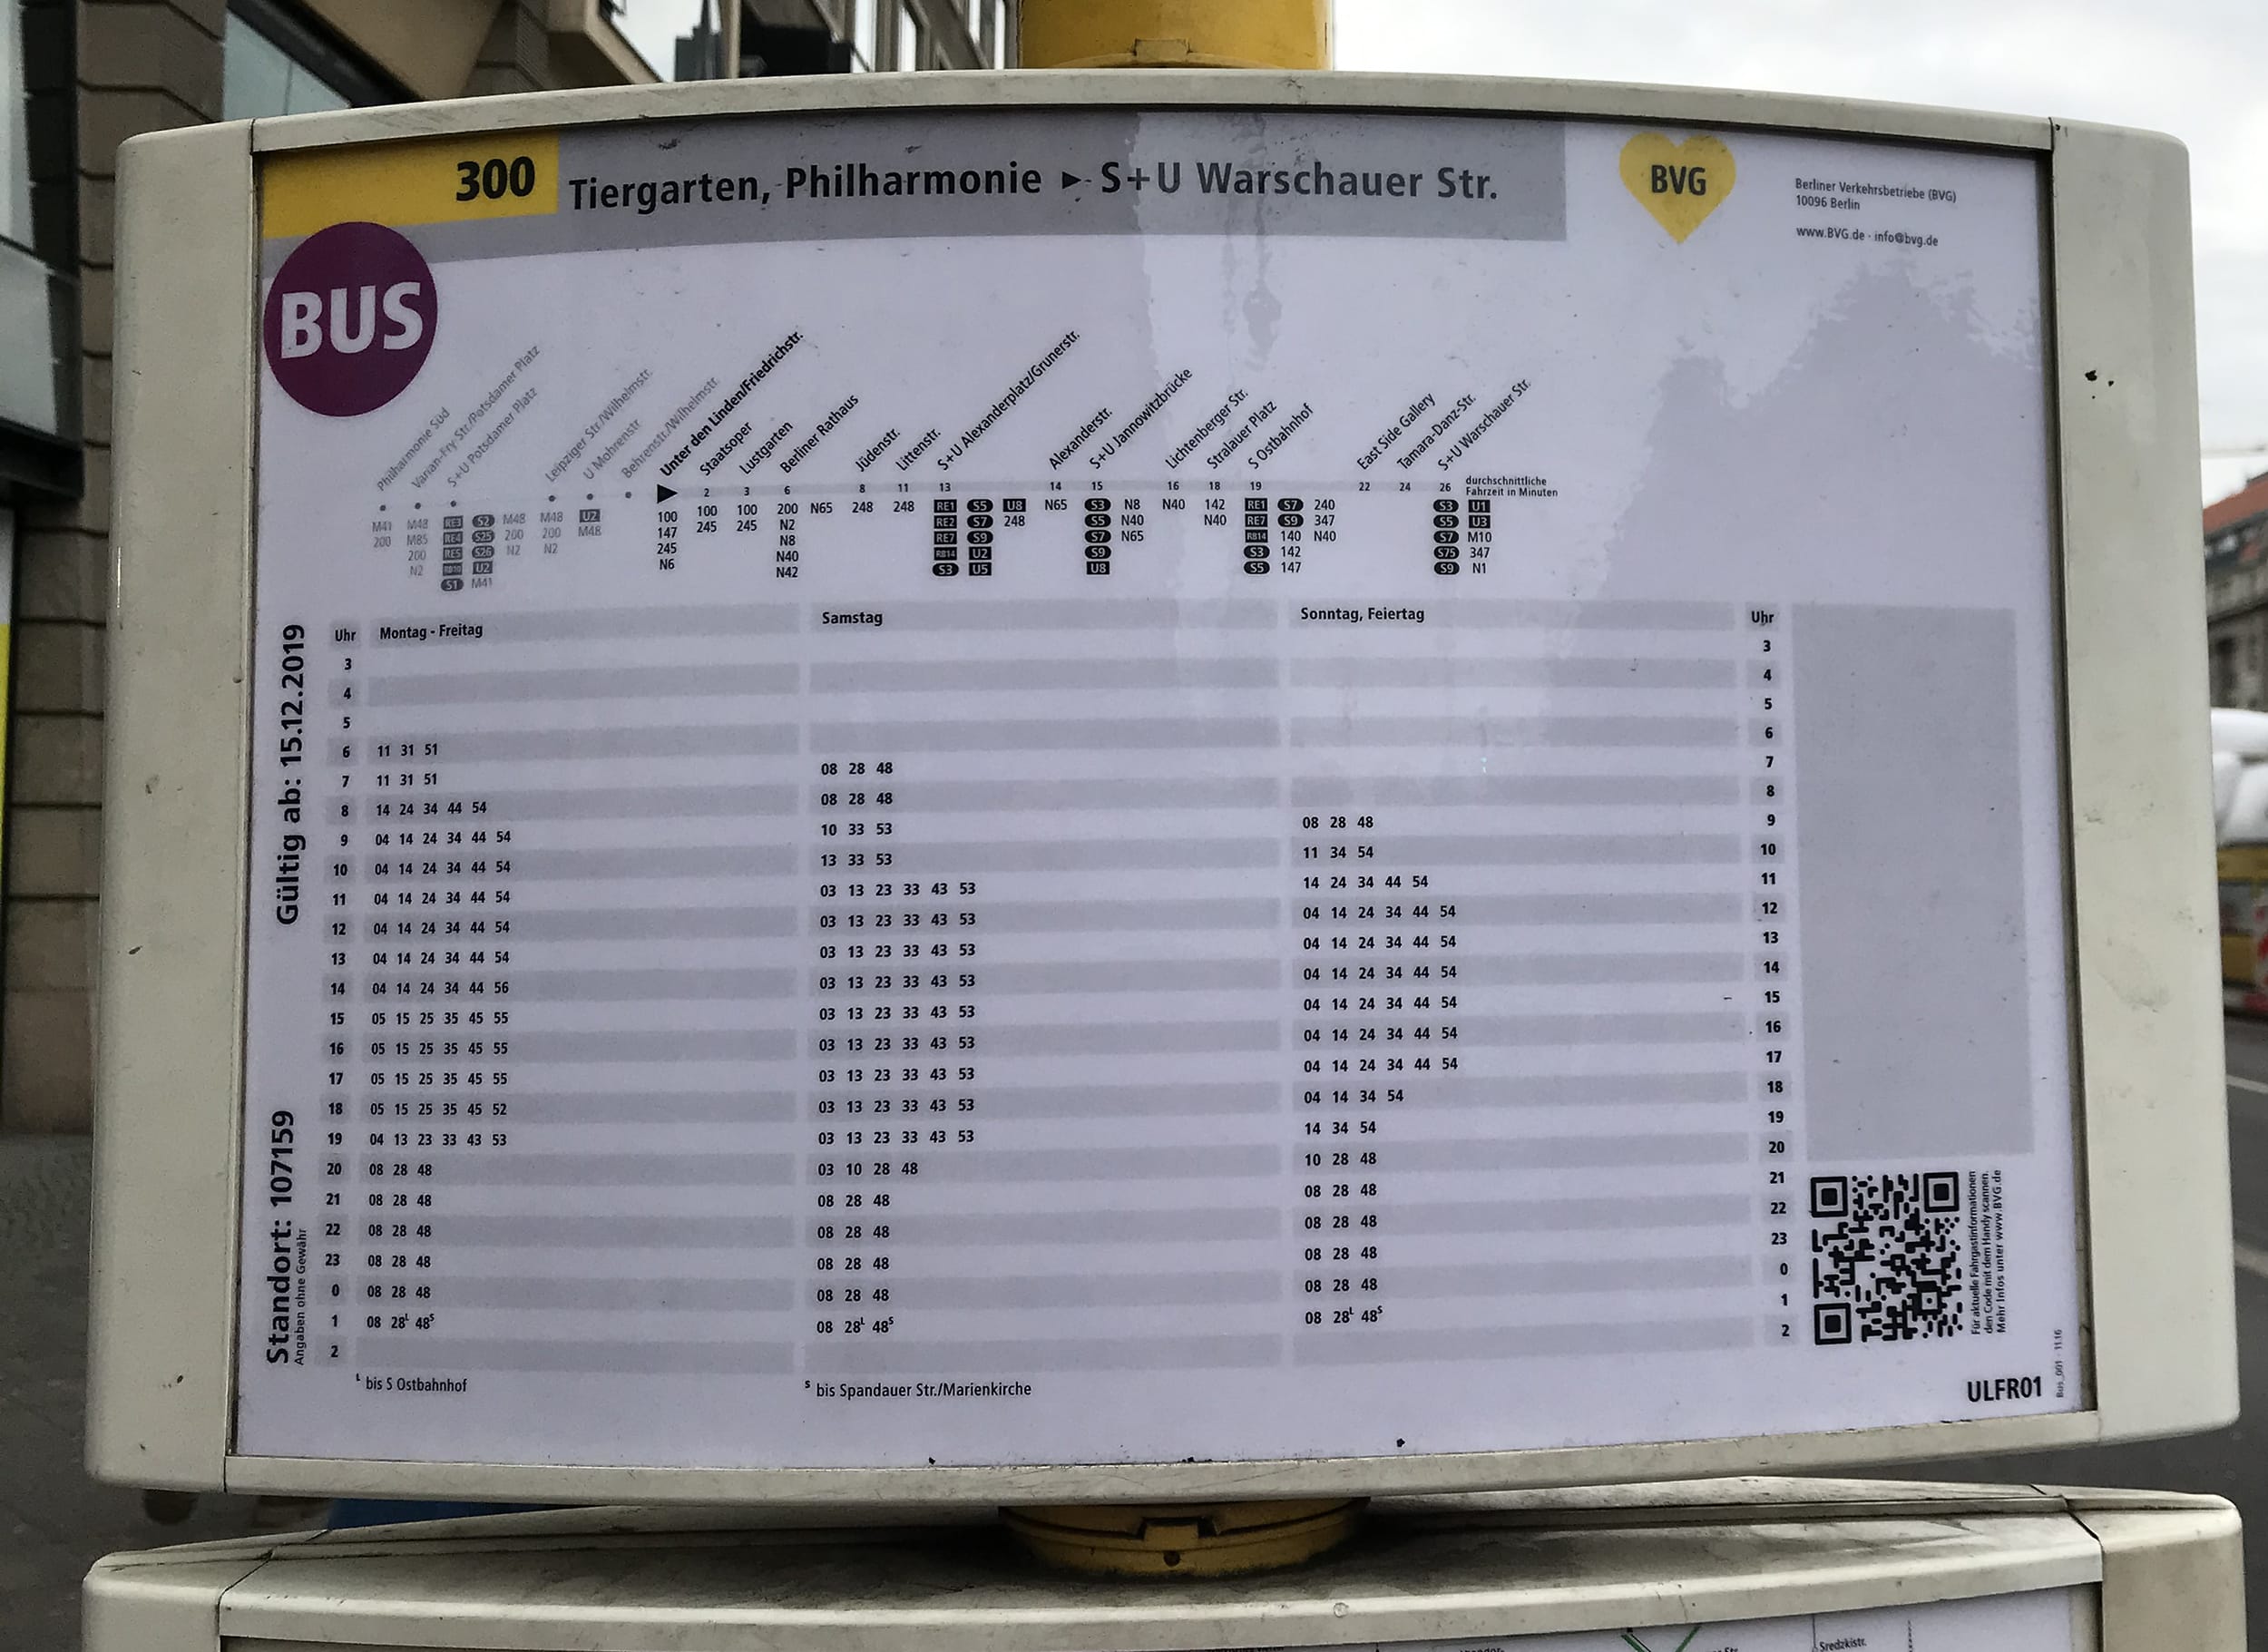 300 Tiergarten, Philharmonie ▸ S+U Warschauer Str.
BVG
Berliner Verkehrsbetriebe (BVG)
10096 Berlin
www.BVG.de · info@bvg.de
BUS
Philharmonie Süd
Varian-Fry Str./Potsdamer Platz
S+U Potsdamer Platz
Leipziger Str./Wilhelmstr.
U Mohrenstr.
Behrenstr./Wilhelmstr.
Unter den Linden/Friedrichstr.
Staatsoper
Lustgarten
Berliner Rathaus
Jüdenstr.
Littenstr.
S+U Alexanderplatz/Grunerstr.
Alexanderstr.
S+U Jannowitzbrücke
Lichtenberger Str.
Stralauer Platz
S Ostbahnhof
East Side Gallery
Tamara-Danz-Str.
S+U Warschauer Str.
2 3 6 8 11 13 14 15 16 18 19 22 24 26 durchschnittliche
Fahrzeit in Minuten
M41 M48 RE3 S2 M48 M48 U2 100 100 100 200 N65 248 248 RE1 S5 U8 N65 S3 N8 N40 142 RE1 S7 240 S3 U1
200 M85 RE4 S25 200 200 M48 147 245 245 N2 RE2 S7 248 S5 N40 N40 RE7 S9 347 S5 U3
200 RE5 S26 N2 N2 245 N8 RE7 S9 S7 N65 RB14 140 N40 S7 M10
N2 RB10 U2 N6 N40 RB14 U2 S9 S3 142 S75 347
S1 M41 N42 S3 U5 U8 S5 147 S9 N1
Gültig ab: 15.12.2019
Standort: 107159
Angaben ohne Gewähr
Uhr Montag - Freitag Samstag Sonntag, Feiertag Uhr
3 3
4 4
5 5
6 11 31 51 6
7 11 31 51 08 28 48 7
8 14 24 34 44 54 08 28 48 8
9 04 14 24 34 44 54 10 33 53 08 28 48 9
10 04 14 24 34 44 54 13 33 53 11 34 54 10
11 04 14 24 34 44 54 03 13 23 33 43 53 14 24 34 44 54 11
12 04 14 24 34 44 54 03 13 23 33 43 53 04 14 24 34 44 54 12
13 04 14 24 34 44 54 03 13 23 33 43 53 04 14 24 34 44 54 13
14 04 14 24 34 44 56 03 13 23 33 43 53 04 14 24 34 44 54 14
15 05 15 25 35 45 55 03 13 23 33 43 53 04 14 24 34 44 54 15
16 05 15 25 35 45 55 03 13 23 33 43 53 04 14 24 34 44 54 16
17 05 15 25 35 45 55 03 13 23 33 43 53 04 14 24 34 44 54 17
18 05 15 25 35 45 52 03 13 23 33 43 53 04 14 34 54 18
19 04 13 23 33 43 53 03 13 23 33 43 53 14 34 54 19
20 08 28 48 03 10 28 48 10 28 48 20
21 08 28 48 08 28 48 08 28 48 21
22 08 28 48 08 28 48 08 28 48 22
23 08 28 48 08 28 48 08 28 48 23
0 08 28 48 08 28 48 08 28 48 0
1 08 28ᴸ 48ˢ 08 28ᴸ 48ˢ 08 28ᴸ 48ˢ 1
2 2
ᴸ bis S Ostbahnhof ˢ bis Spandauer Str./Marienkirche
Für aktuelle Fahrgastinformationen
den Code mit dem Handy scannen.
Mehr Infos unter www.BVG.de
ULFR01
Bus_001 · 11.16
Sredzkistr.